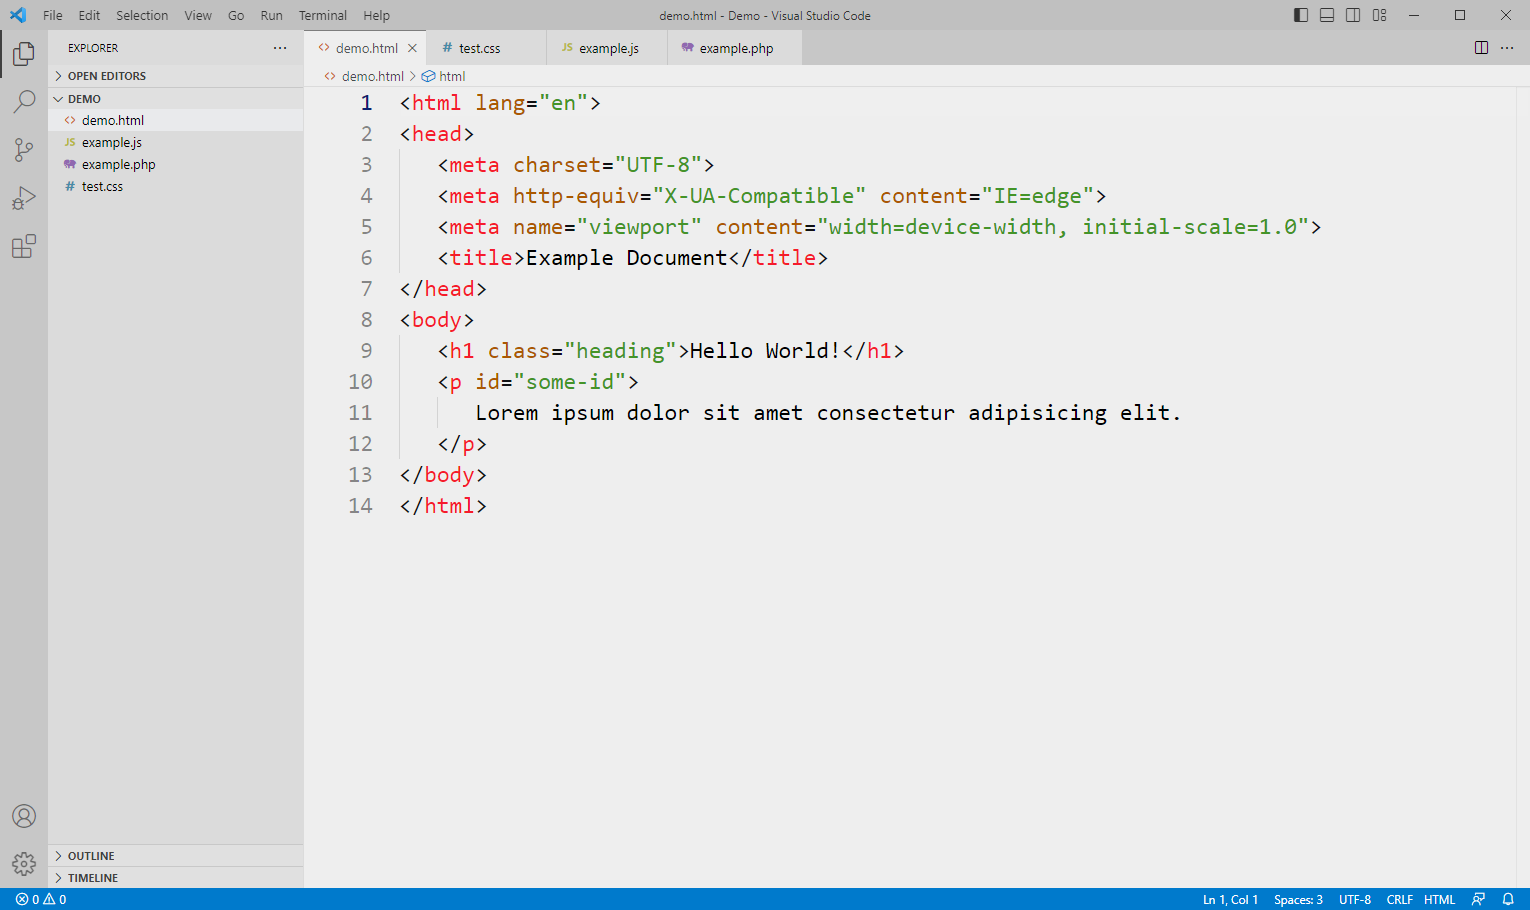 File Edit Selection View Go Run Terminal Help demo.html - Demo - Visual Studio Code
EXPLORER
OPEN EDITORS
DEMO
demo.html
JS example.js
example.php
# test.css
OUTLINE
TIMELINE
demo.html # test.css JS example.js example.php
demo.html > html
1 <html lang="en">
2 <head>
3 <meta charset="UTF-8">
4 <meta http-equiv="X-UA-Compatible" content="IE=edge">
5 <meta name="viewport" content="width=device-width, initial-scale=1.0">
6 <title>Example Document</title>
7 </head>
8 <body>
9 <h1 class="heading">Hello World!</h1>
10 <p id="some-id">
11 Lorem ipsum dolor sit amet consectetur adipisicing elit.
12 </p>
13 </body>
14 </html>
0 0 Ln 1, Col 1 Spaces: 3 UTF-8 CRLF HTML